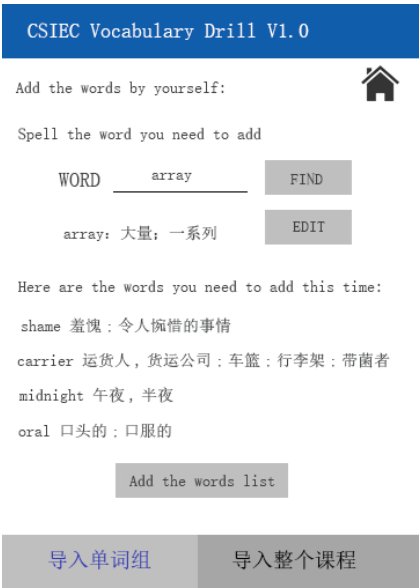 CSIEC Vocabulary Drill V1.0
Add the words by yourself:
Spell the word you need to add
WORD array FIND
array: 大量; 一系列 EDIT
Here are the words you need to add this time:
shame 羞愧;令人惋惜的事情
carrier 运货人,货运公司;车篮;行李架;带菌者
midnight 午夜,半夜
oral 口头的;口服的
Add the words list
导入单词组 导入整个课程